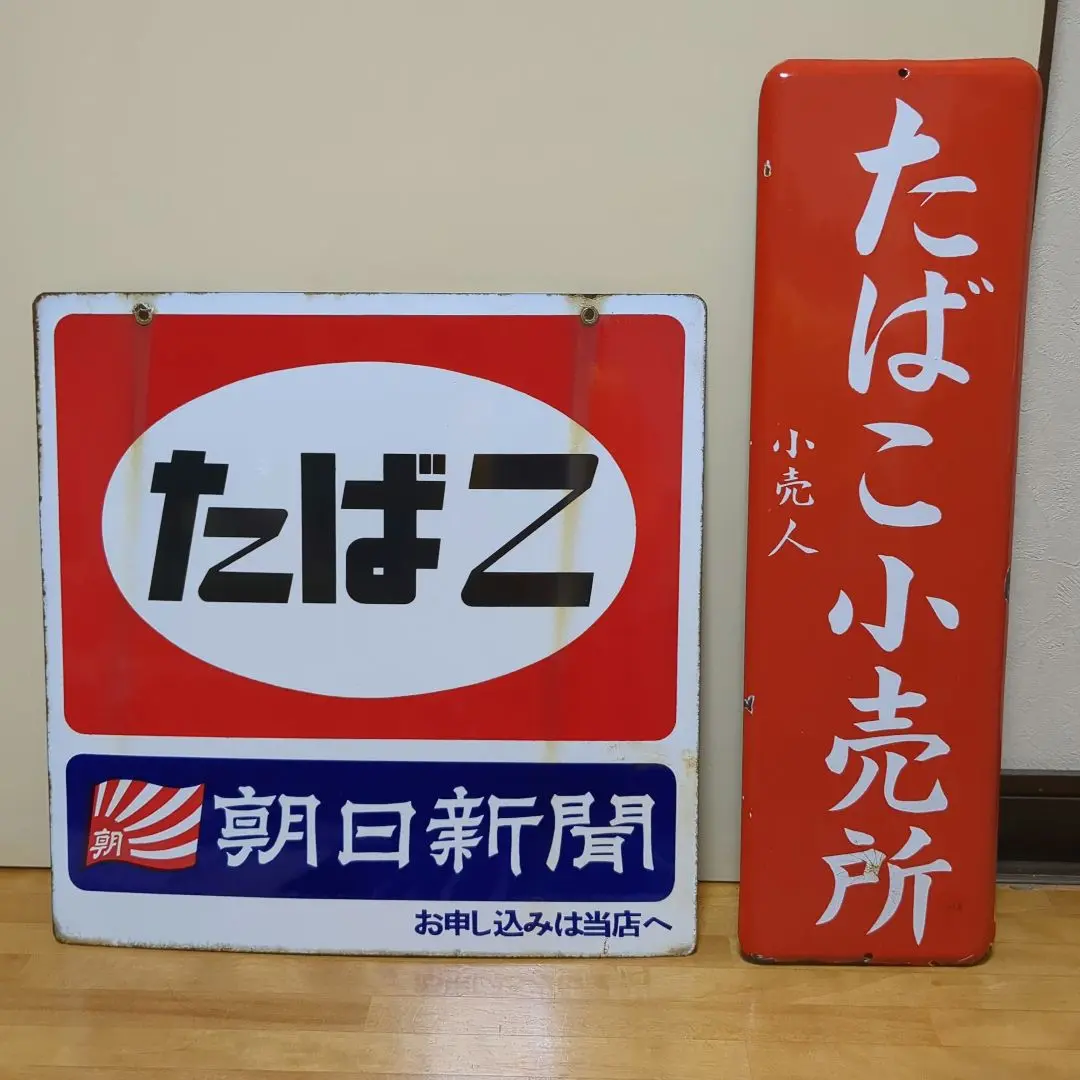 たばこ
朝
朝日新聞
お申し込みは当店へ
たばこ小売所
小売人